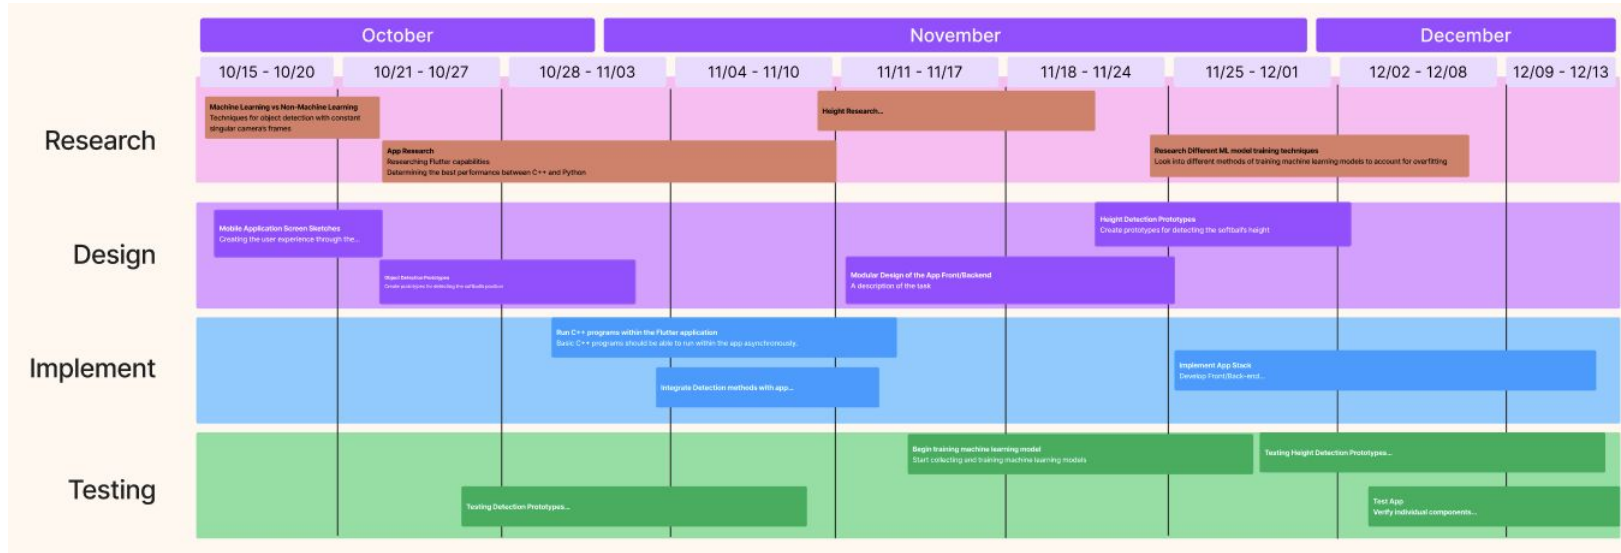 October
November
December
10/15 - 10/20
10/21 - 10/27
10/28 - 11/03
11/04 - 11/10
11/11 - 11/17
11/18 - 11/24
11/25 - 12/01
12/02 - 12/08
12/09 - 12/13
Research
Machine Learning vs Non-Machine Learning
Techniques for object detection with constant
singular camera's frames
App Research
Researching Flutter capabilities
Determining the best performance between C++ and Python
Height Research...
Research Different ML model training techniques
Look into different methods of training machine learning models to account for overfitting
Design
Mobile Application Screen Sketches
Creating the user experience through the...
Object Detection Prototypes
Create prototypes for detecting the softball's position
Modular Design of the App Front/Backend
A description of the task
Height Detection Prototypes
Create prototypes for detecting the softball's height
Implement
Run C++ programs within the Flutter application
Basic C++ programs should be able to run within the app asynchronously.
Integrate Detection methods with app...
Implement App Stack
Develop Front/Back-end...
Testing
Testing Detection Prototypes...
Begin training machine learning model
Start collecting and training machine learning models
Testing Height Detection Prototypes...
Test App
Verify individual components...